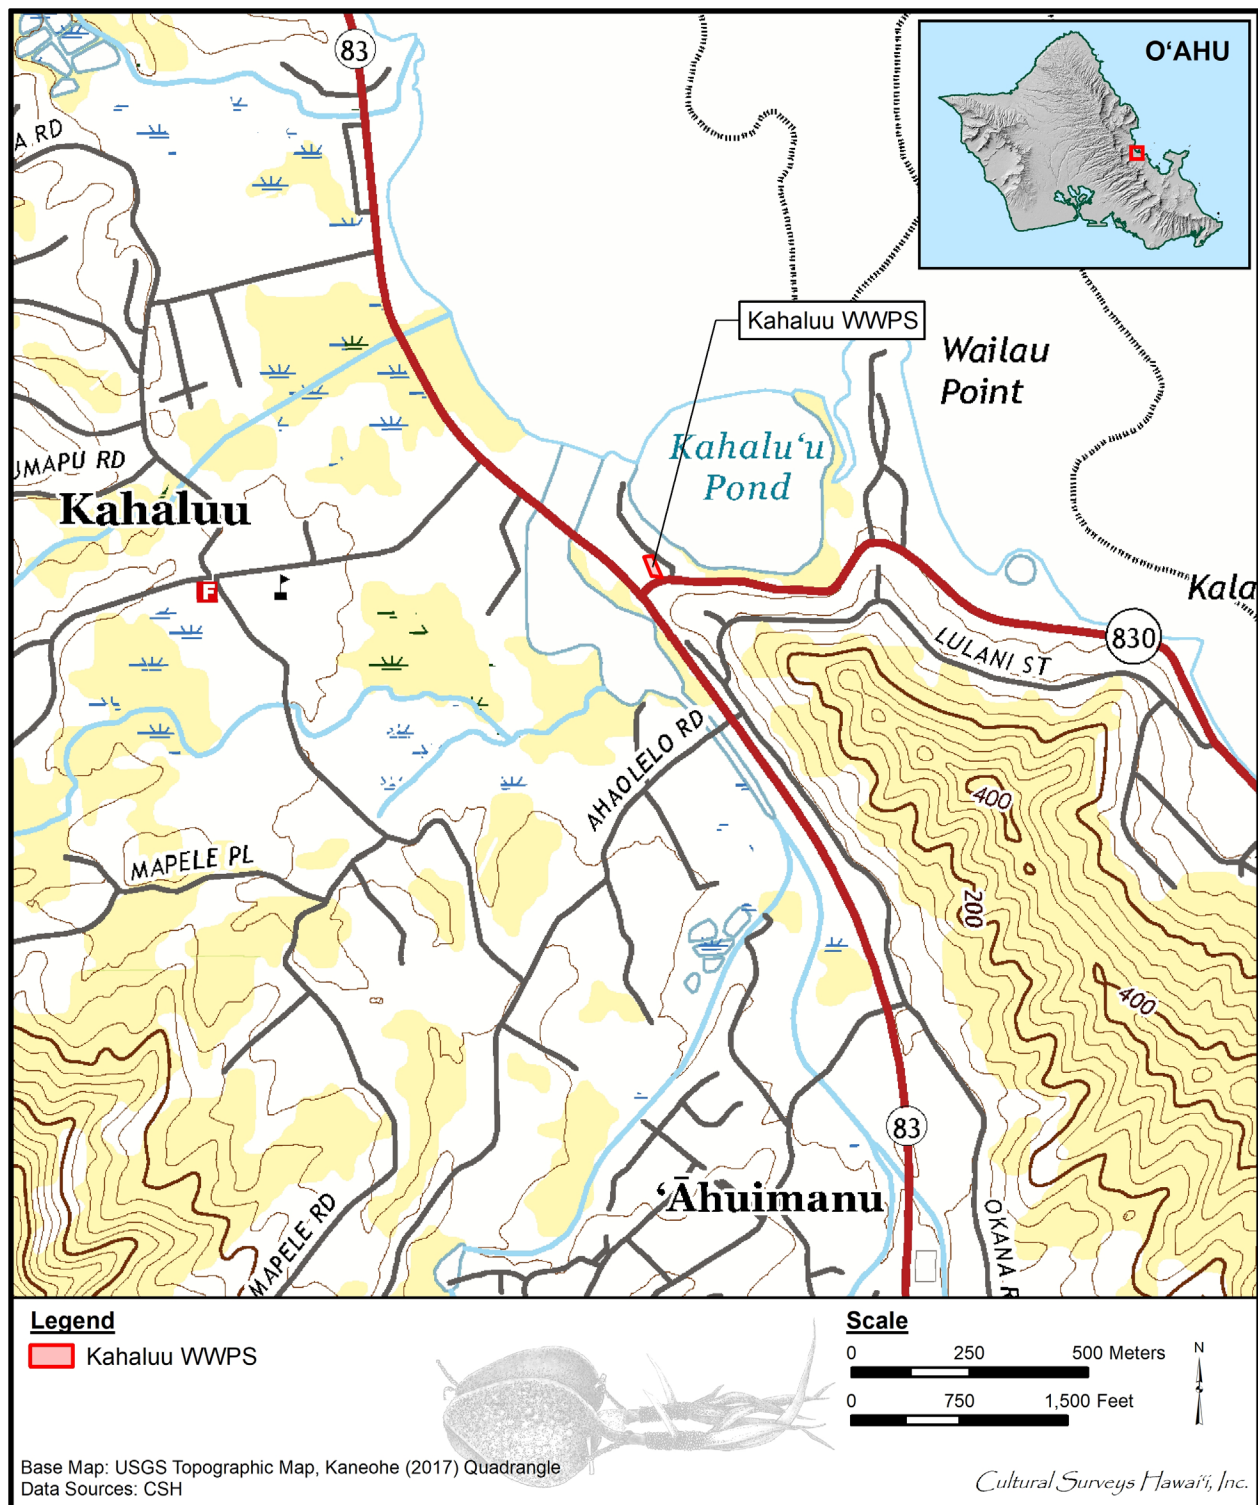 83
O‘AHU
A RD
Kahaluu WWPS
Wailau
Point
Kahalu‘u
Pond
UMAPU RD
Kahaluu
F
Kala
830
LULANI ST
AHAOLELO RD
400
MAPELE PL
200
400
83
‘Āhuimanu
MAPELE RD
OKANA R
Legend
Kahaluu WWPS
Scale
0 250 500 Meters
0 750 1,500 Feet
N
Base Map: USGS Topographic Map, Kaneohe (2017) Quadrangle
Data Sources: CSH
Cultural Surveys Hawai‘i, Inc.